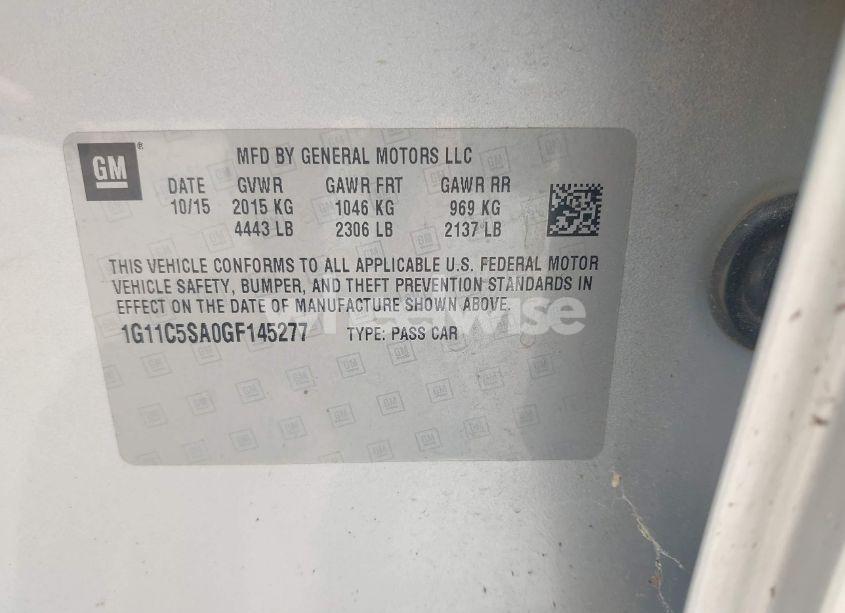 GM
MFD BY GENERAL MOTORS LLC
DATE GVWR GAWR FRT GAWR RR
10/15 2015 KG 1046 KG 969 KG
4443 LB 2306 LB 2137 LB
THIS VEHICLE CONFORMS TO ALL APPLICABLE U.S. FEDERAL MOTOR
VEHICLE SAFETY, BUMPER, AND THEFT PREVENTION STANDARDS IN
EFFECT ON THE DATE OF MANUFACTURE SHOWN ABOVE.
1G11C5SA0GF145277 TYPE: PASS CAR